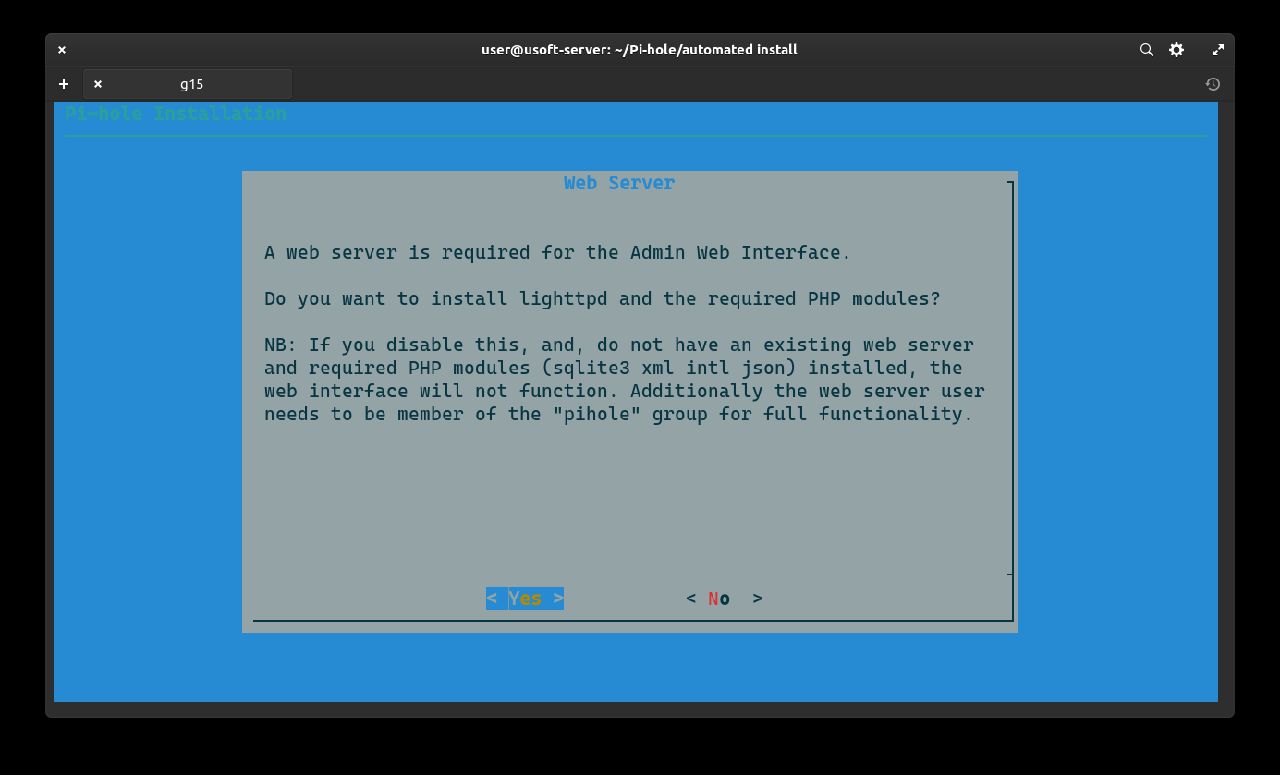 user@usoft-server: ~/Pi-hole/automated install
g15
Pi-hole Installation
Web Server
A web server is required for the Admin Web Interface.
Do you want to install lighttpd and the required PHP modules?
NB: If you disable this, and, do not have an existing web server
and required PHP modules (sqlite3 xml intl json) installed, the
web interface will not function. Additionally the web server user
needs to be member of the "pihole" group for full functionality.
< Yes > < No >